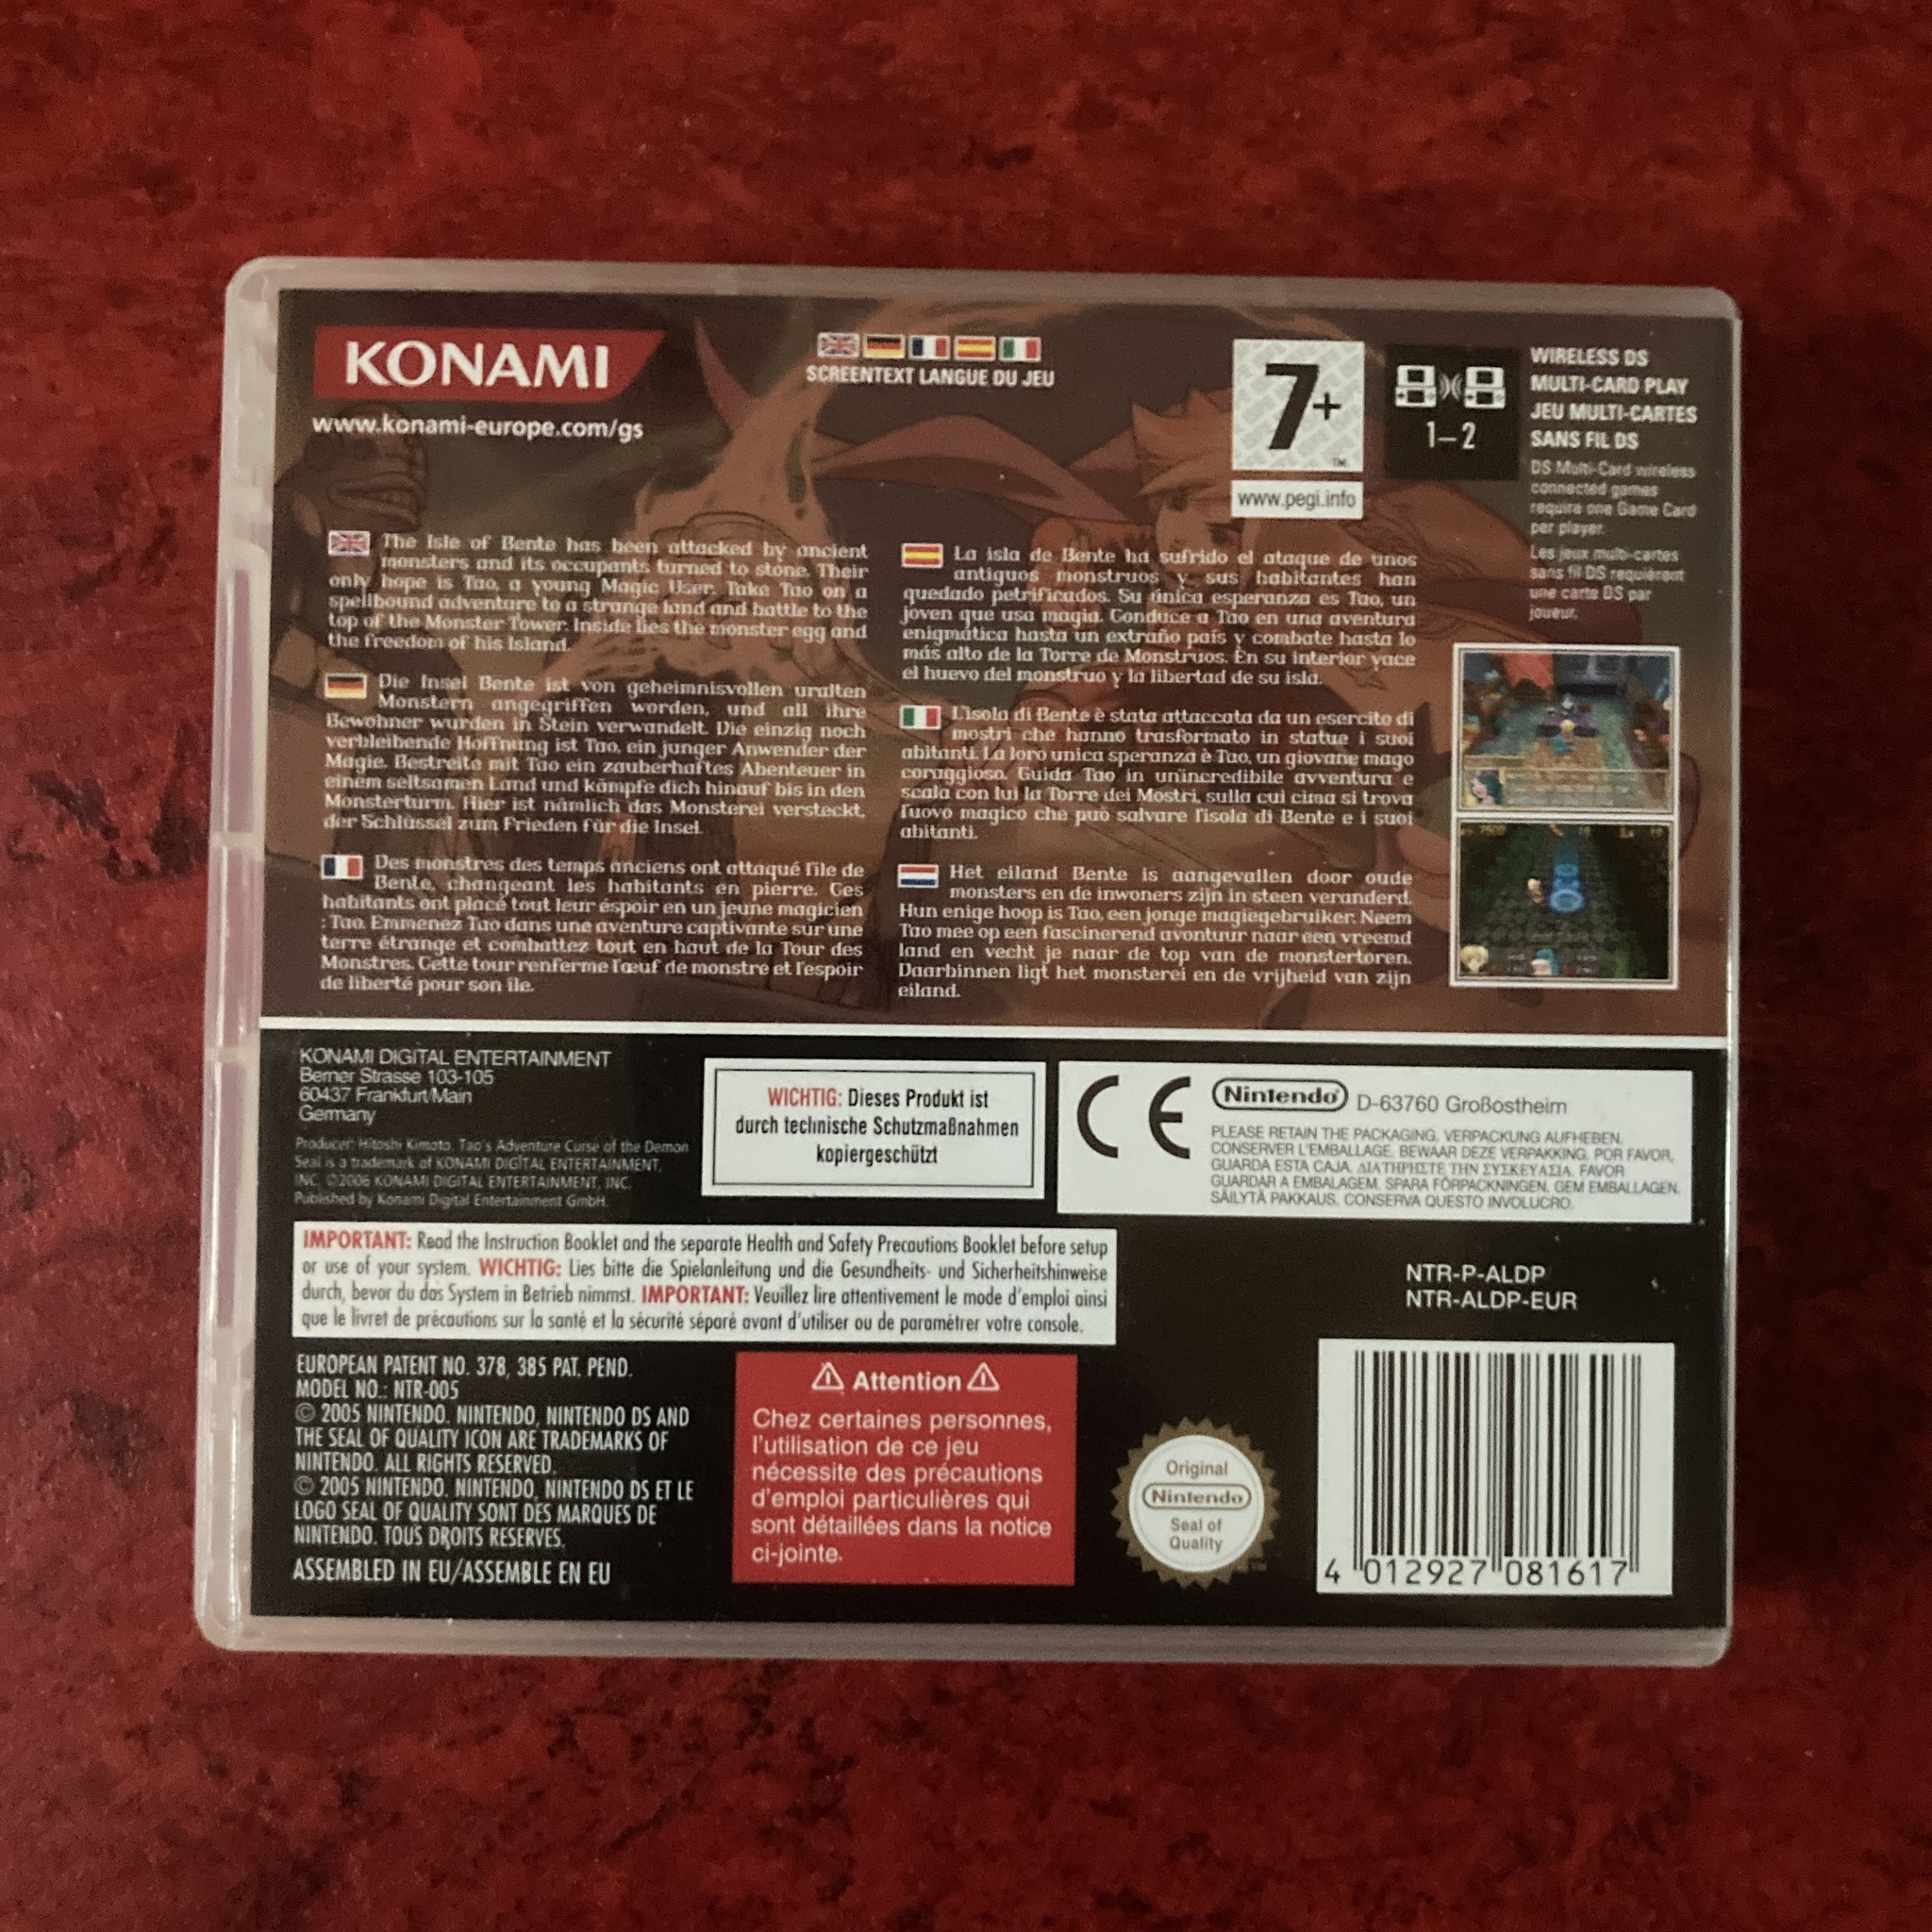 KONAMI
www.konami-europe.com/gs
SCREENTEXT LANGUE DU JEU
7+
™
www.pegi.info
1–2
WIRELESS DS
MULTI-CARD PLAY
JEU MULTI-CARTES
SANS FIL DS
DS Multi-Card wireless
connected games
require one Game Card
per player.
Les jeux multi-cartes
sans fil DS requièrent
une carte DS par
joueur.
The Isle of Bente has been attacked by ancient
monsters and its occupants turned to stone. Their
only hope is Tao, a young Magic User. Take Tao on a
spellbound adventure to a strange land and battle to the
top of the Monster Tower. Inside lies the monster egg and
the freedom of his Island.
Die Insel Bente ist von geheimnisvollen uralten
Monstern angegriffen worden, und all ihre
Bewohner wurden in Stein verwandelt. Die einzig noch
verbleibende Hoffnung ist Tao, ein junger Anwender der
Magie. Bestreite mit Tao ein zauberhaftes Abenteuer in
einem seltsamen Land und kämpfe dich hinauf bis in den
Monsterturm. Hier ist nämlich das Monsterei versteckt,
der Schlüssel zum Frieden für die Insel.
Des monstres des temps anciens ont attaqué l'île de
Bente, changeant les habitants en pierre. Ces
habitants ont placé tout leur éspoir en un jeune magicien
: Tao. Emmenez Tao dans une aventure captivante sur une
terre étrange et combattez tout en haut de la Tour des
Monstres. Cette tour renferme l'œuf de monstre et l'espoir
de liberté pour son île.
La isla de Bente ha sufrido el ataque de unos
antiguos monstruos y sus habitantes han
quedado petrificados. Su única esperanza es Tao, un
joven que usa magia. Conduce a Tao en una aventura
enigmática hasta un extraño país y combate hasta lo
más alto de la Torre de Monstruos. En su interior yace
el huevo del monstruo y la libertad de su isla.
L'isola di Bente è stata attaccata da un esercito di
mostri che hanno trasformato in statue i suoi
abitanti. La loro unica speranza è Tao, un giovane mago
coraggioso. Guida Tao in un'incredibile avventura e
scala con lui la Torre dei Mostri, sulla cui cima si trova
l'uovo magico che può salvare l'isola di Bente e i suoi
abitanti.
Het eiland Bente is aangevallen door oude
monsters en de inwoners zijn in steen veranderd.
Hun enige hoop is Tao, een jonge magiegebruiker. Neem
Tao mee op een fascinerend avontuur naar een vreemd
land en vecht je naar de top van de monstertoren.
Daarbinnen ligt het monsterei en de vrijheid van zijn
eiland.
KONAMI DIGITAL ENTERTAINMENT
Berner Strasse 103-105
60437 Frankfurt/Main
Germany
Producer: Hitoshi Kimoto. Tao's Adventure Curse of the Demon
Seal is a trademark of KONAMI DIGITAL ENTERTAINMENT,
INC. ©2006 KONAMI DIGITAL ENTERTAINMENT, INC.
Published by Konami Digital Entertainment GmbH.
WICHTIG: Dieses Produkt ist
durch technische Schutzmaßnahmen
kopiergeschützt
CE
Nintendo® D-63760 Großostheim
PLEASE RETAIN THE PACKAGING. VERPACKUNG AUFHEBEN.
CONSERVER L'EMBALLAGE. BEWAAR DEZE VERPAKKING. POR FAVOR,
GUARDA ESTA CAJA. ΔΙΑΤΗΡΗΣΤΕ ΤΗΝ ΣΥΣΚΕΥΑΣΙΑ. FAVOR
GUARDAR A EMBALAGEM. SPARA FÖRPACKNINGEN. GEM EMBALLAGEN.
SÄILYTÄ PAKKAUS. CONSERVA QUESTO INVOLUCRO.
IMPORTANT: Read the Instruction Booklet and the separate Health and Safety Precautions Booklet before setup
or use of your system. WICHTIG: Lies bitte die Spielanleitung und die Gesundheits- und Sicherheitshinweise
durch, bevor du das System in Betrieb nimmst. IMPORTANT: Veuillez lire attentivement le mode d'emploi ainsi
que le livret de précautions sur la santé et la sécurité séparé avant d'utiliser ou de paramétrer votre console.
NTR-P-ALDP
NTR-ALDP-EUR
EUROPEAN PATENT NO. 378, 385 PAT. PEND.
MODEL NO.: NTR-005
© 2005 NINTENDO. NINTENDO, NINTENDO DS AND
THE SEAL OF QUALITY ICON ARE TRADEMARKS OF
NINTENDO. ALL RIGHTS RESERVED.
© 2005 NINTENDO. NINTENDO, NINTENDO DS ET LE
LOGO SEAL OF QUALITY SONT DES MARQUES DE
NINTENDO. TOUS DROITS RESERVES.
ASSEMBLED IN EU/ASSEMBLE EN EU
Attention
Chez certaines personnes,
l'utilisation de ce jeu
nécessite des précautions
d'emploi particulières qui
sont détaillées dans la notice
ci-jointe.
Original
Nintendo®
Seal of
Quality
4 012927 081617